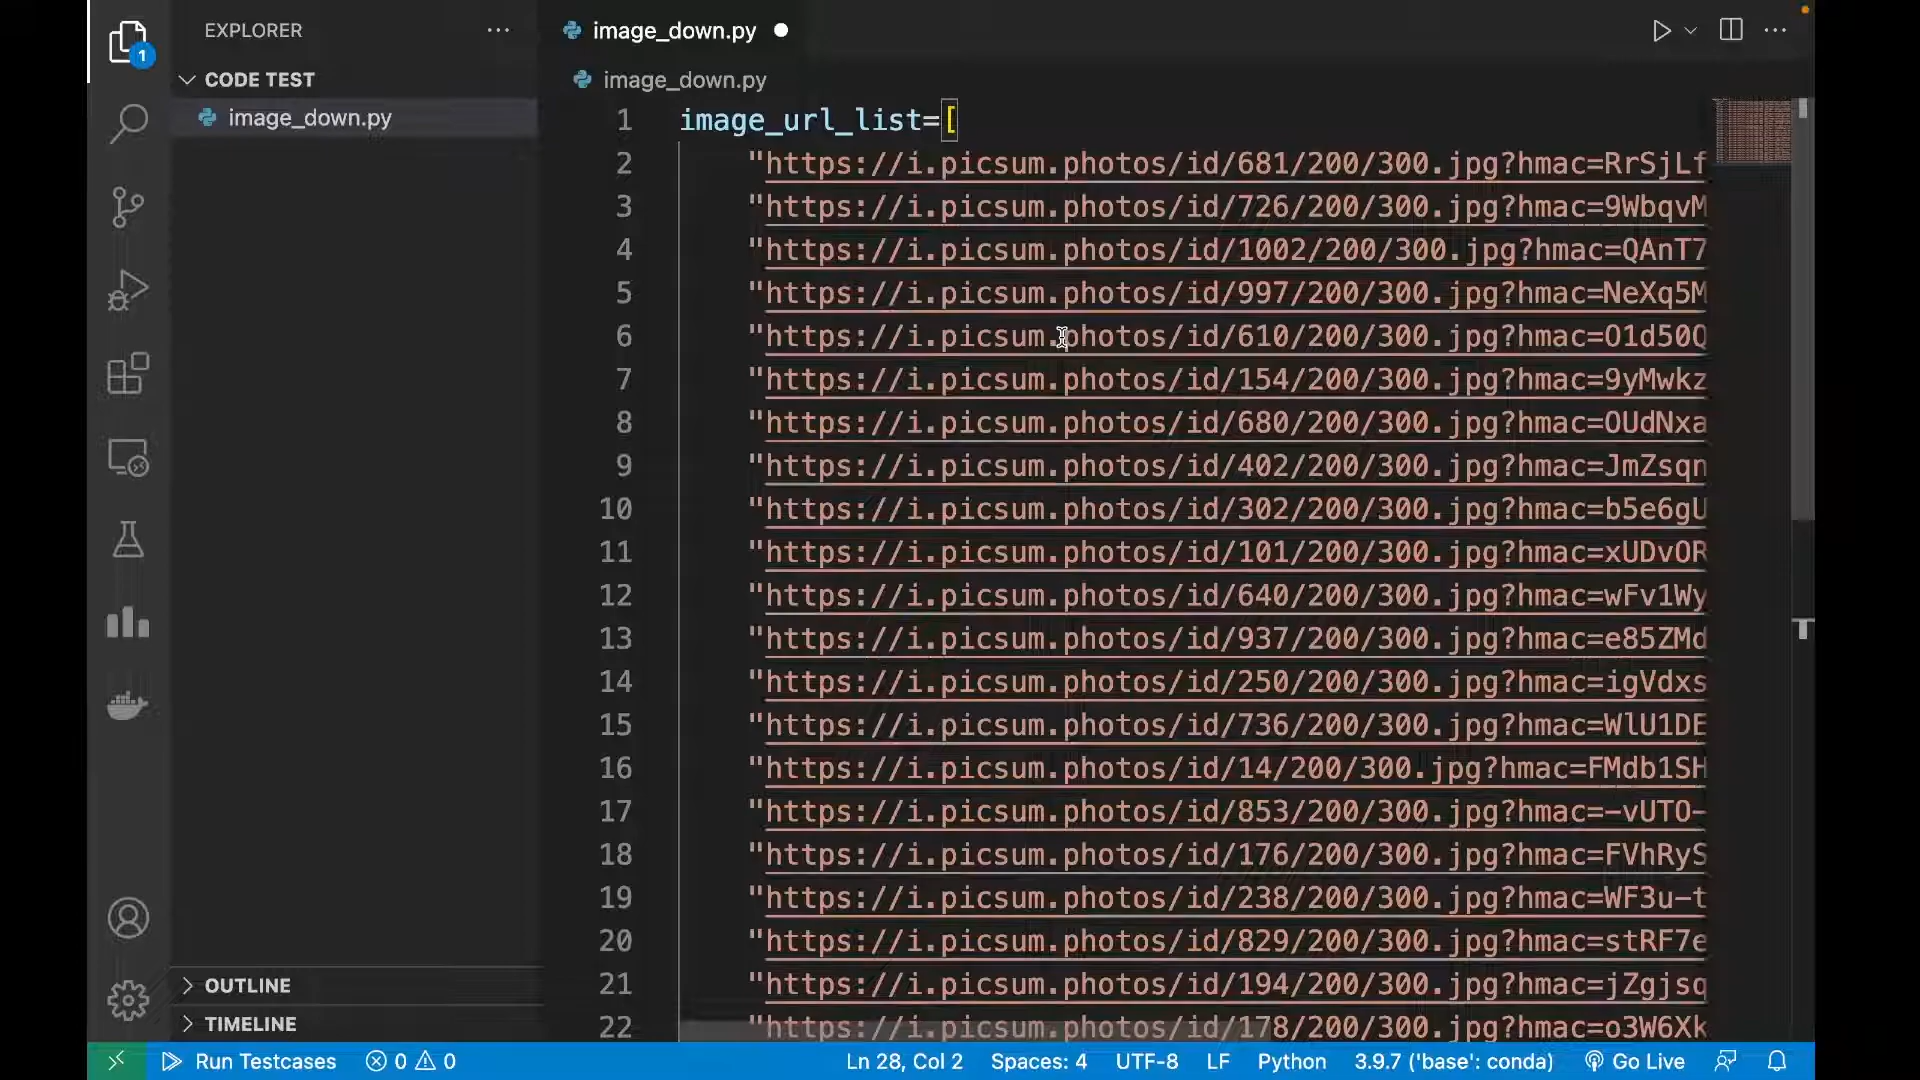 EXPLORER
image_down.py
CODE TEST
image_down.py
image_down.py
1
1 image_url_list=[
2 "https://i.picsum.photos/id/681/200/300.jpg?hmac=RrSjLf
3 "https://i.picsum.photos/id/726/200/300.jpg?hmac=9WbqvM
4 "https://i.picsum.photos/id/1002/200/300.jpg?hmac=QAnT7
5 "https://i.picsum.photos/id/997/200/300.jpg?hmac=NeXq5M
6 "https://i.picsum.photos/id/610/200/300.jpg?hmac=O1d50Q
7 "https://i.picsum.photos/id/154/200/300.jpg?hmac=9yMwkz
8 "https://i.picsum.photos/id/680/200/300.jpg?hmac=OUdNxa
9 "https://i.picsum.photos/id/402/200/300.jpg?hmac=JmZsqn
10 "https://i.picsum.photos/id/302/200/300.jpg?hmac=b5e6gU
11 "https://i.picsum.photos/id/101/200/300.jpg?hmac=xUDvOR
12 "https://i.picsum.photos/id/640/200/300.jpg?hmac=wFv1Wy
13 "https://i.picsum.photos/id/937/200/300.jpg?hmac=e85ZMd
14 "https://i.picsum.photos/id/250/200/300.jpg?hmac=igVdxs
15 "https://i.picsum.photos/id/736/200/300.jpg?hmac=WlU1DE
16 "https://i.picsum.photos/id/14/200/300.jpg?hmac=FMdb1SH
17 "https://i.picsum.photos/id/853/200/300.jpg?hmac=-vUTO-
18 "https://i.picsum.photos/id/176/200/300.jpg?hmac=FVhRyS
19 "https://i.picsum.photos/id/238/200/300.jpg?hmac=WF3u-t
20 "https://i.picsum.photos/id/829/200/300.jpg?hmac=stRF7e
21 "https://i.picsum.photos/id/194/200/300.jpg?hmac=jZgjsq
22 "https://i.picsum.photos/id/178/200/300.jpg?hmac=o3W6Xk
OUTLINE
TIMELINE
Run Testcases 0 0 Ln 28, Col 2 Spaces: 4 UTF-8 LF Python 3.9.7 ('base': conda) Go Live